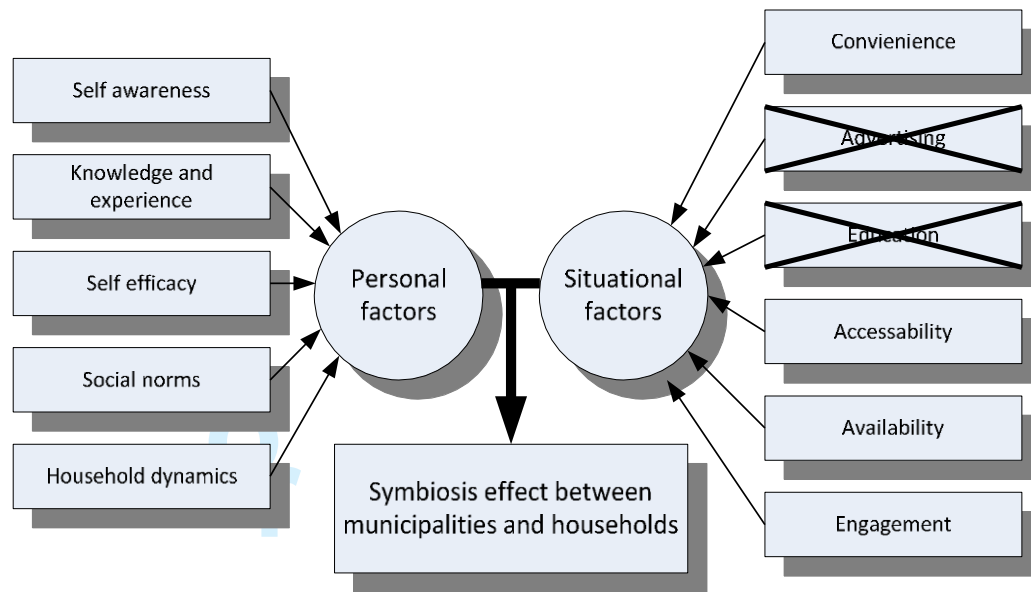 Self awareness
Knowledge and
experience
Self efficacy
Social norms
Household dynamics
Personal
factors
Situational
factors
Symbiosis effect between
municipalities and households
Convienience
Advertising
Education
Accessability
Availability
Engagement